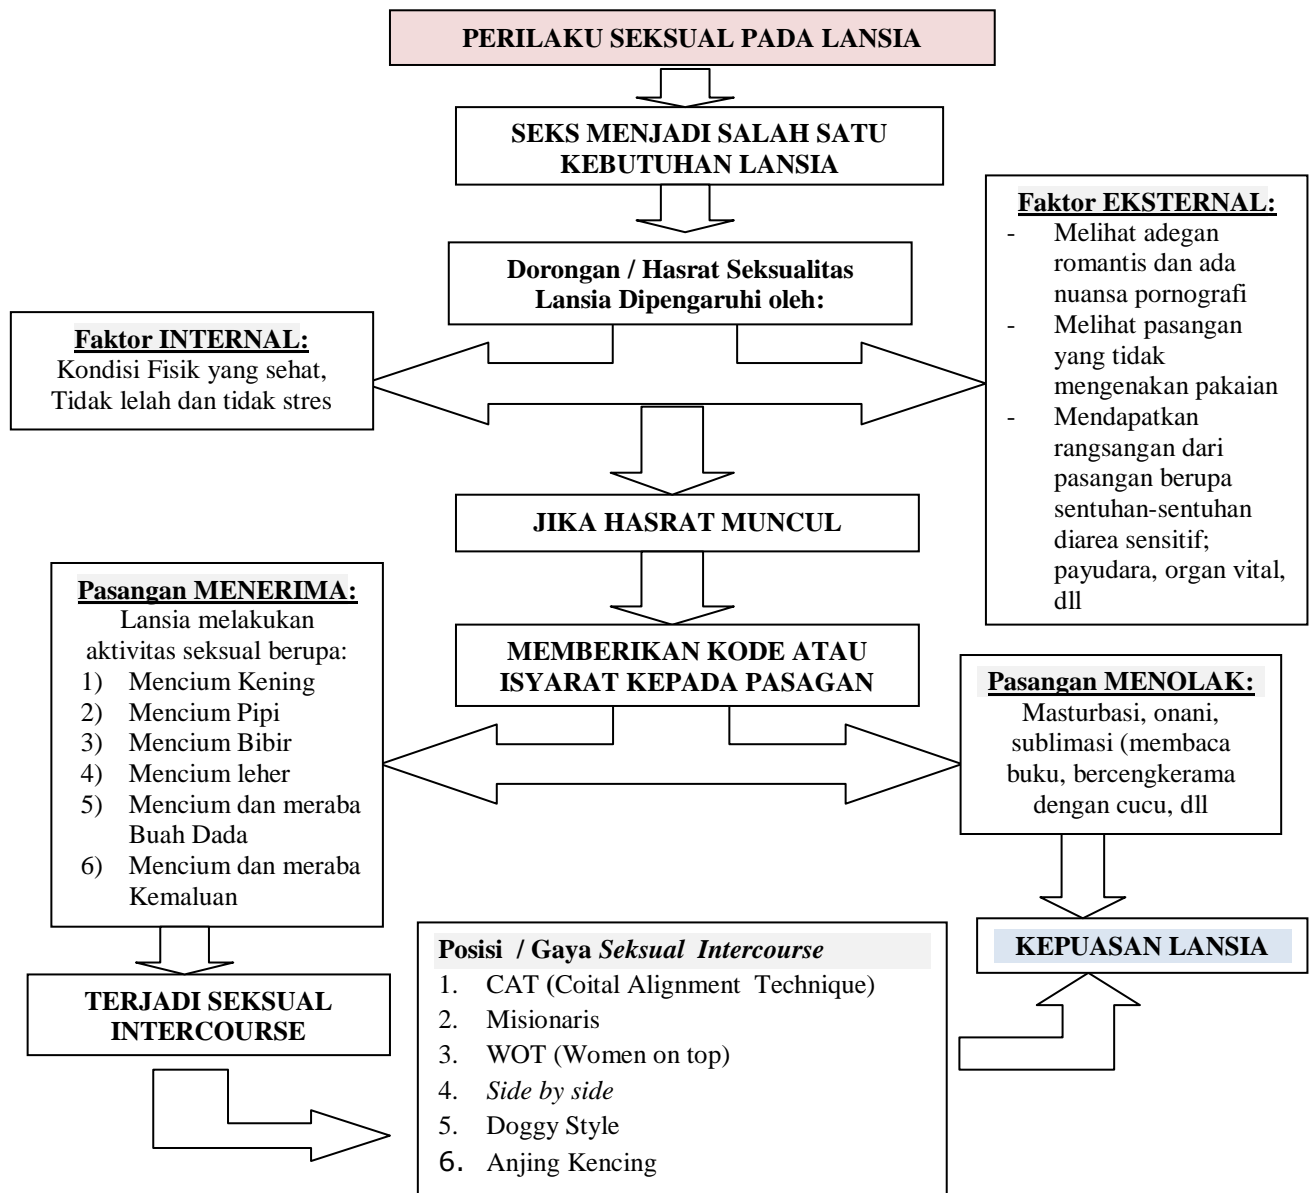 PERILAKU SEKSUAL PADA LANSIA
SEKS MENJADI SALAH SATU
KEBUTUHAN LANSIA
Dorongan / Hasrat Seksualitas
Lansia Dipengaruhi oleh:
Faktor INTERNAL:
Kondisi Fisik yang sehat,
Tidak lelah dan tidak stres
Faktor EKSTERNAL:
- Melihat adegan
romantis dan ada
nuansa pornografi
- Melihat pasangan
yang tidak
mengenakan pakaian
- Mendapatkan
rangsangan dari
pasangan berupa
sentuhan-sentuhan
diarea sensitif;
payudara, organ vital,
dll
JIKA HASRAT MUNCUL
MEMBERIKAN KODE ATAU
ISYARAT KEPADA PASAGAN
Pasangan MENERIMA:
Lansia melakukan
aktivitas seksual berupa:
1) Mencium Kening
2) Mencium Pipi
3) Mencium Bibir
4) Mencium leher
5) Mencium dan meraba
Buah Dada
6) Mencium dan meraba
Kemaluan
Pasangan MENOLAK:
Masturbasi, onani,
sublimasi (membaca
buku, bercengkerama
dengan cucu, dll
TERJADI SEKSUAL
INTERCOURSE
Posisi / Gaya Seksual Intercourse
1. CAT (Coital Alignment Technique)
2. Misionaris
3. WOT (Women on top)
4. Side by side
5. Doggy Style
6. Anjing Kencing
KEPUASAN LANSIA